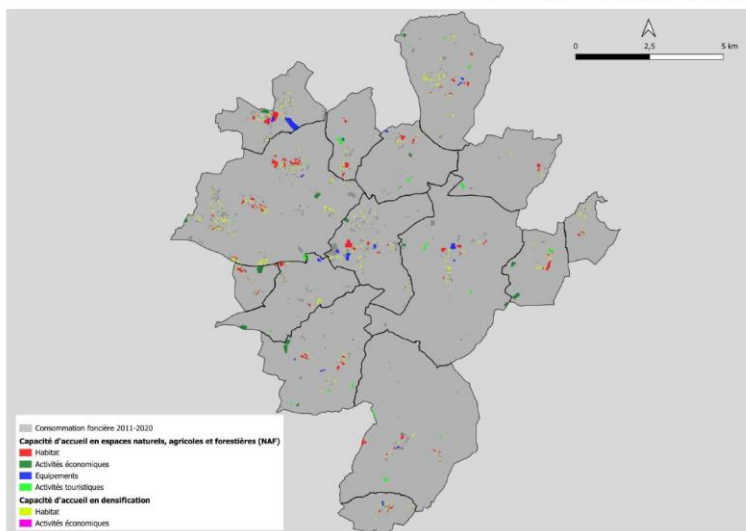 0 2,5 5 km
Consommation foncière 2011-2020
Capacité d'accueil en espaces naturels, agricoles et forestières (NAF)
Habitat
Activités économiques
Equipements
Activités touristiques
Capacité d'accueil en densification
Habitat
Activités économiques